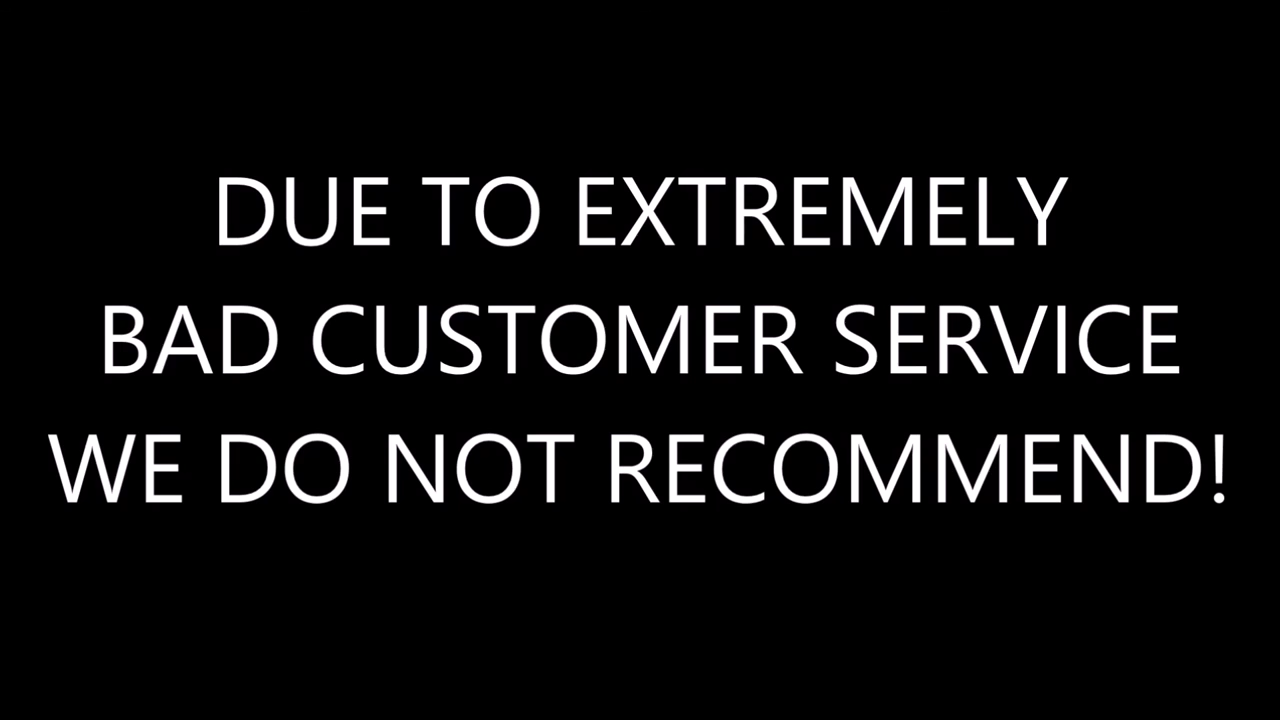 DUE TO EXTREMELY
BAD CUSTOMER SERVICE
WE DO NOT RECOMMEND!